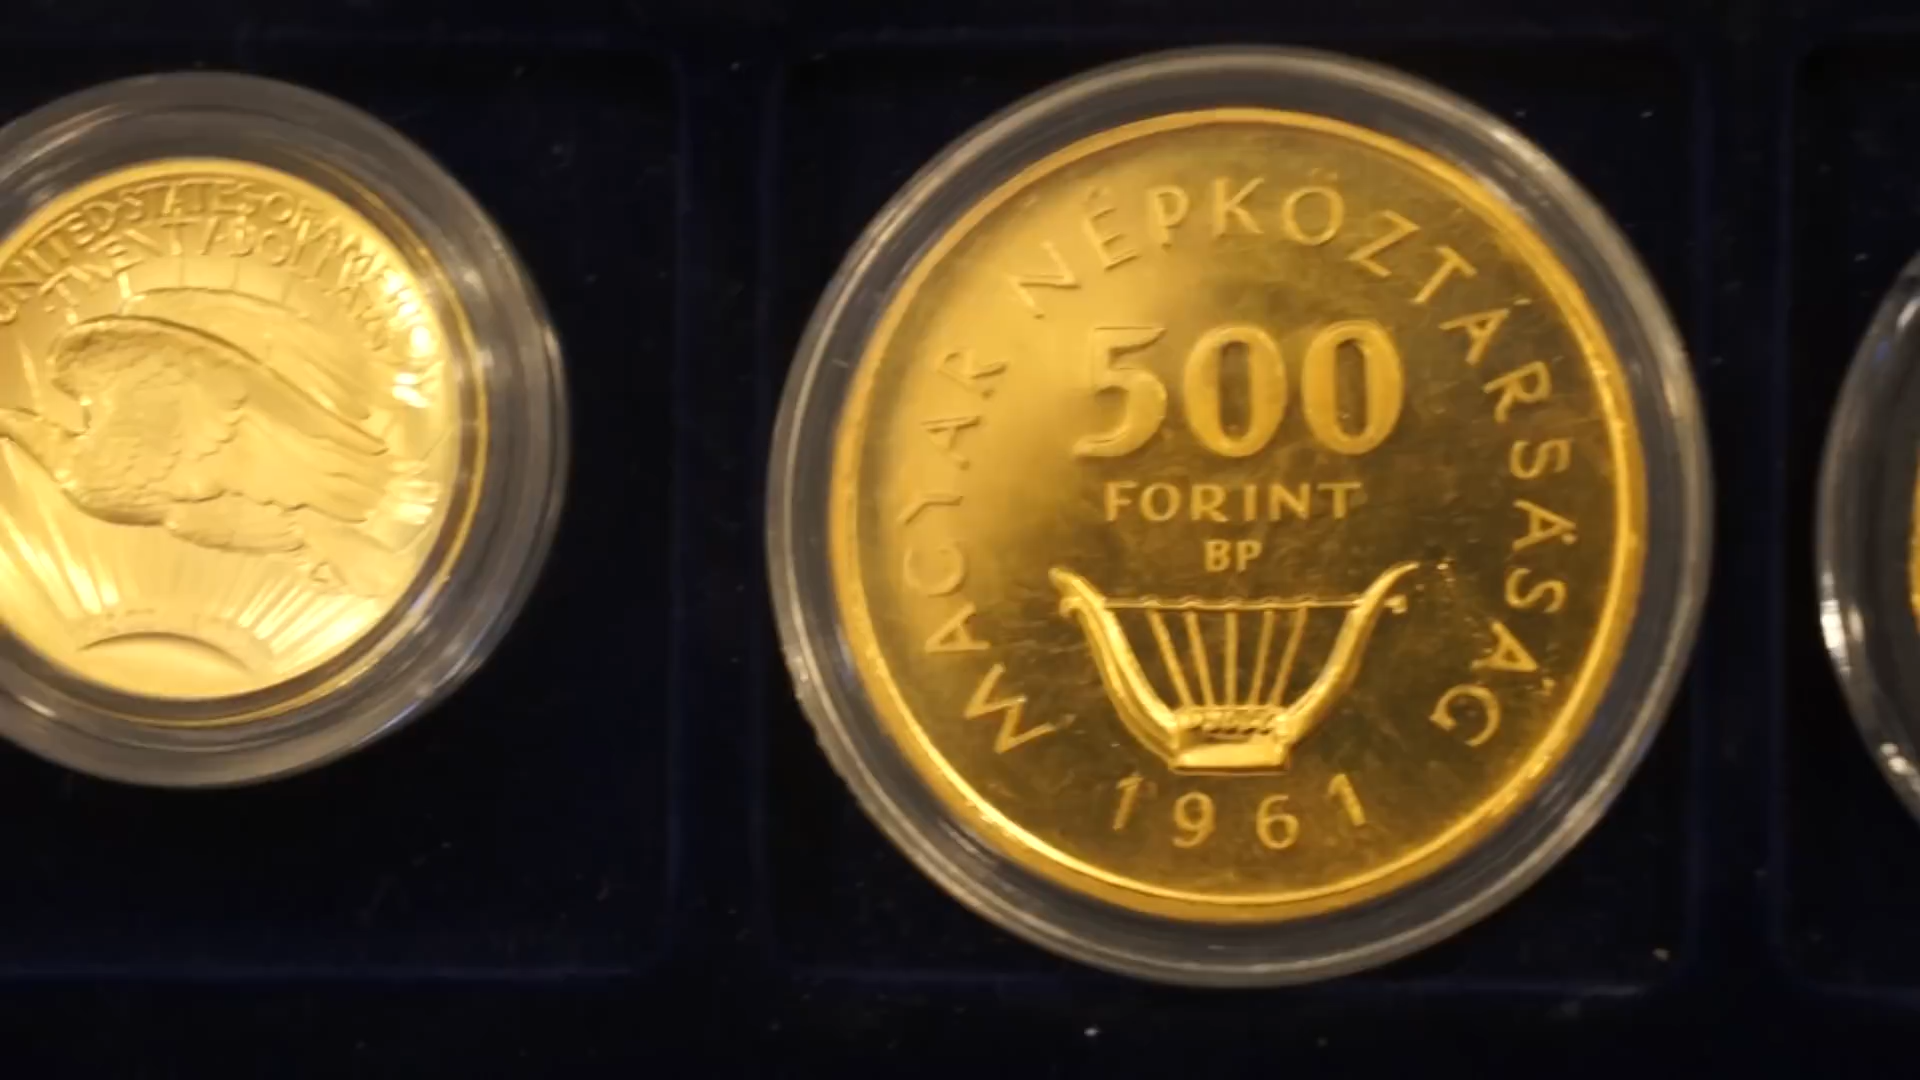 UNITED STATES OF AMERICA
TWENTY DOLLARS
MAGYAR NÉPKÖZTÁRSASÁG
500
FORINT
BP
1961